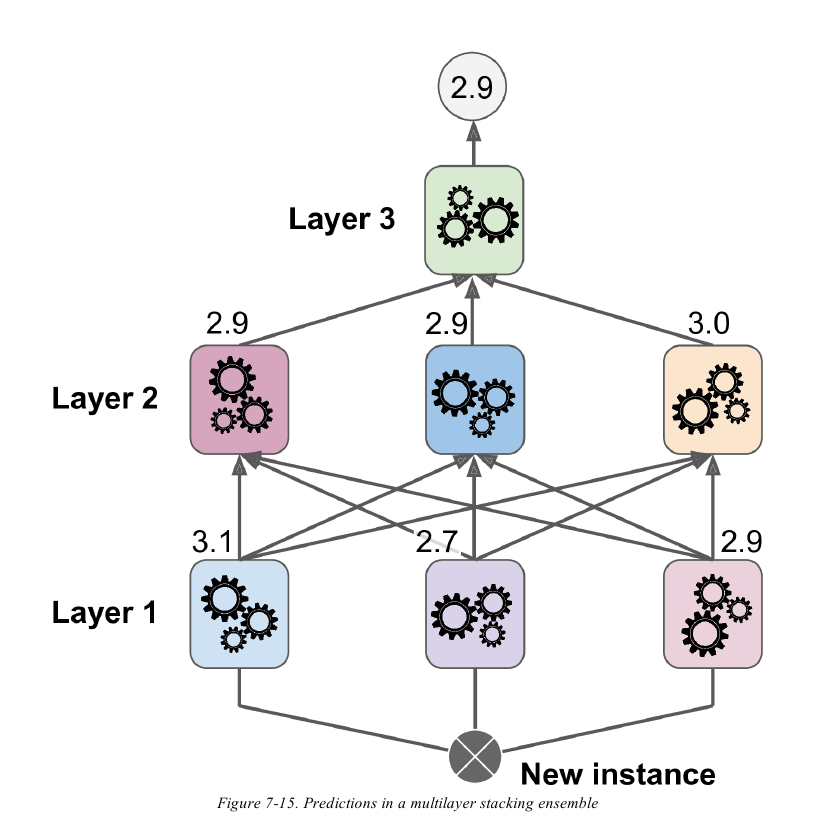 2.9
Layer 3
2.9 2.9 3.0
Layer 2
3.1 2.7 2.9
Layer 1
New instance
Figure 7-15. Predictions in a multilayer stacking ensemble